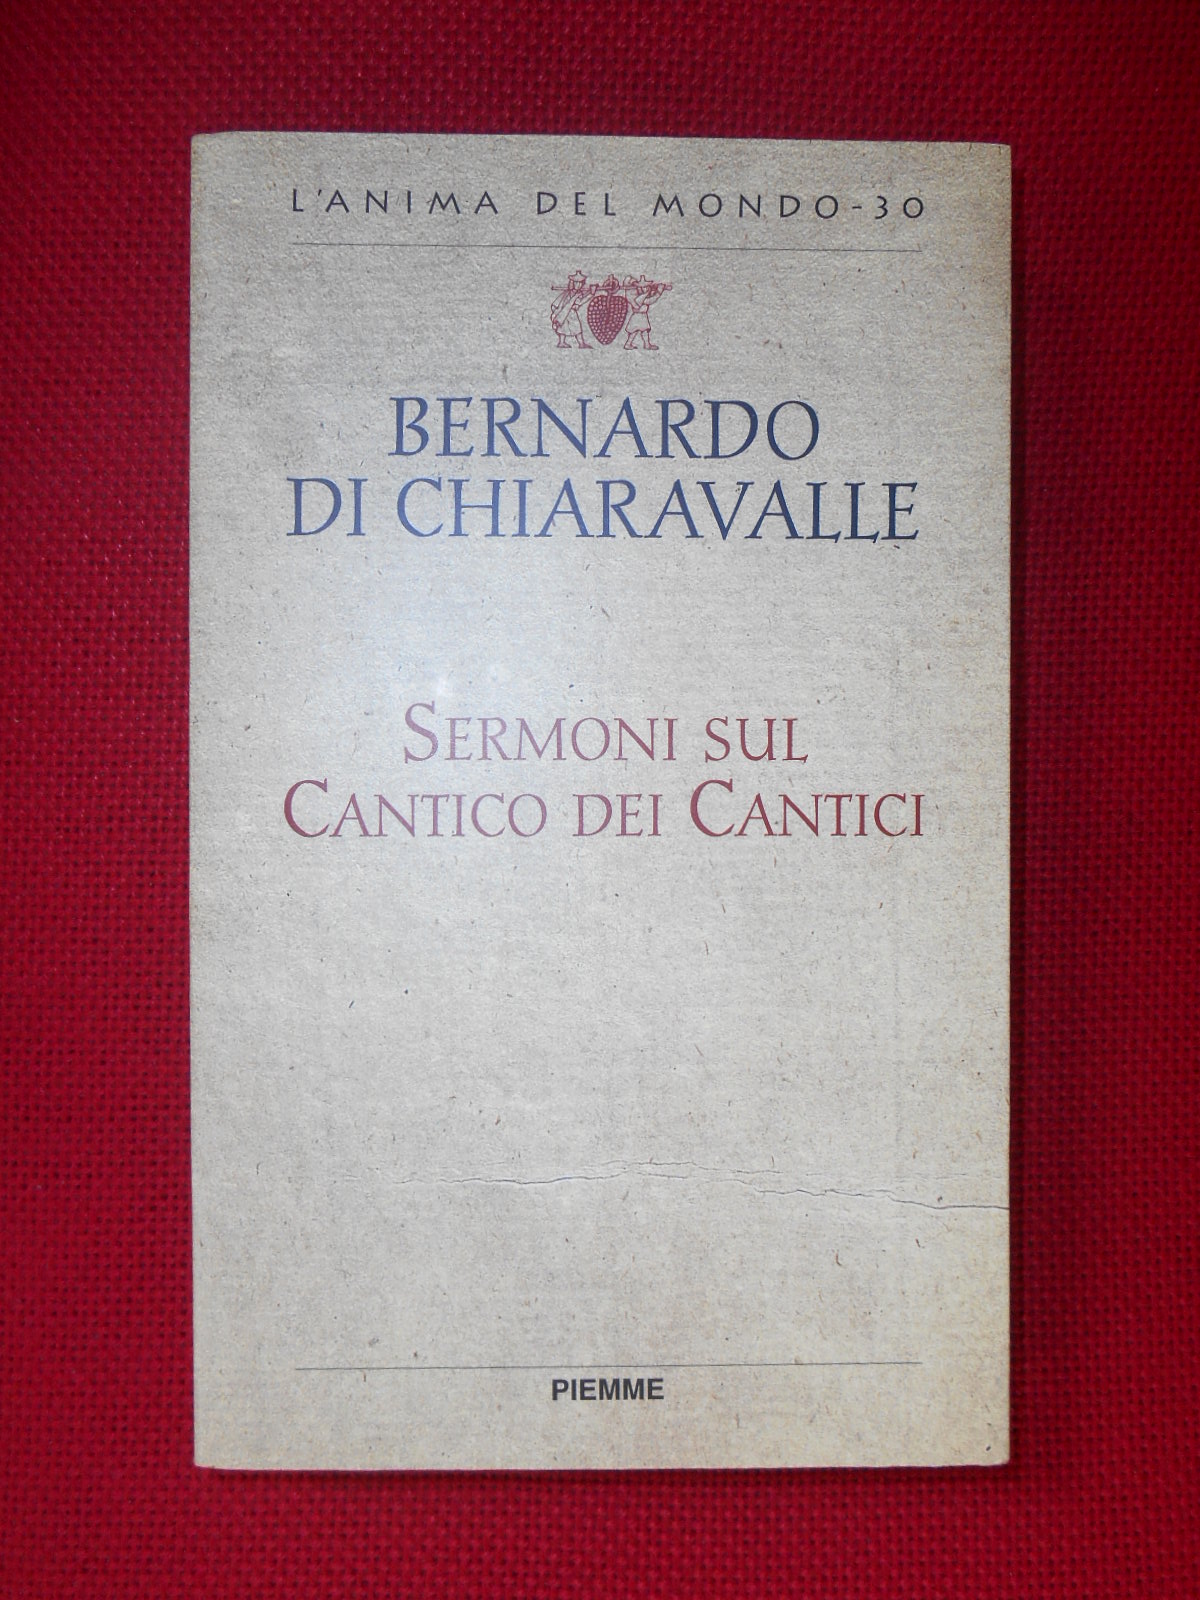 L'ANIMA DEL MONDO-30
BERNARDO
DI CHIARAVALLE
SERMONI SUL
CANTICO DEI CANTICI
PIEMME